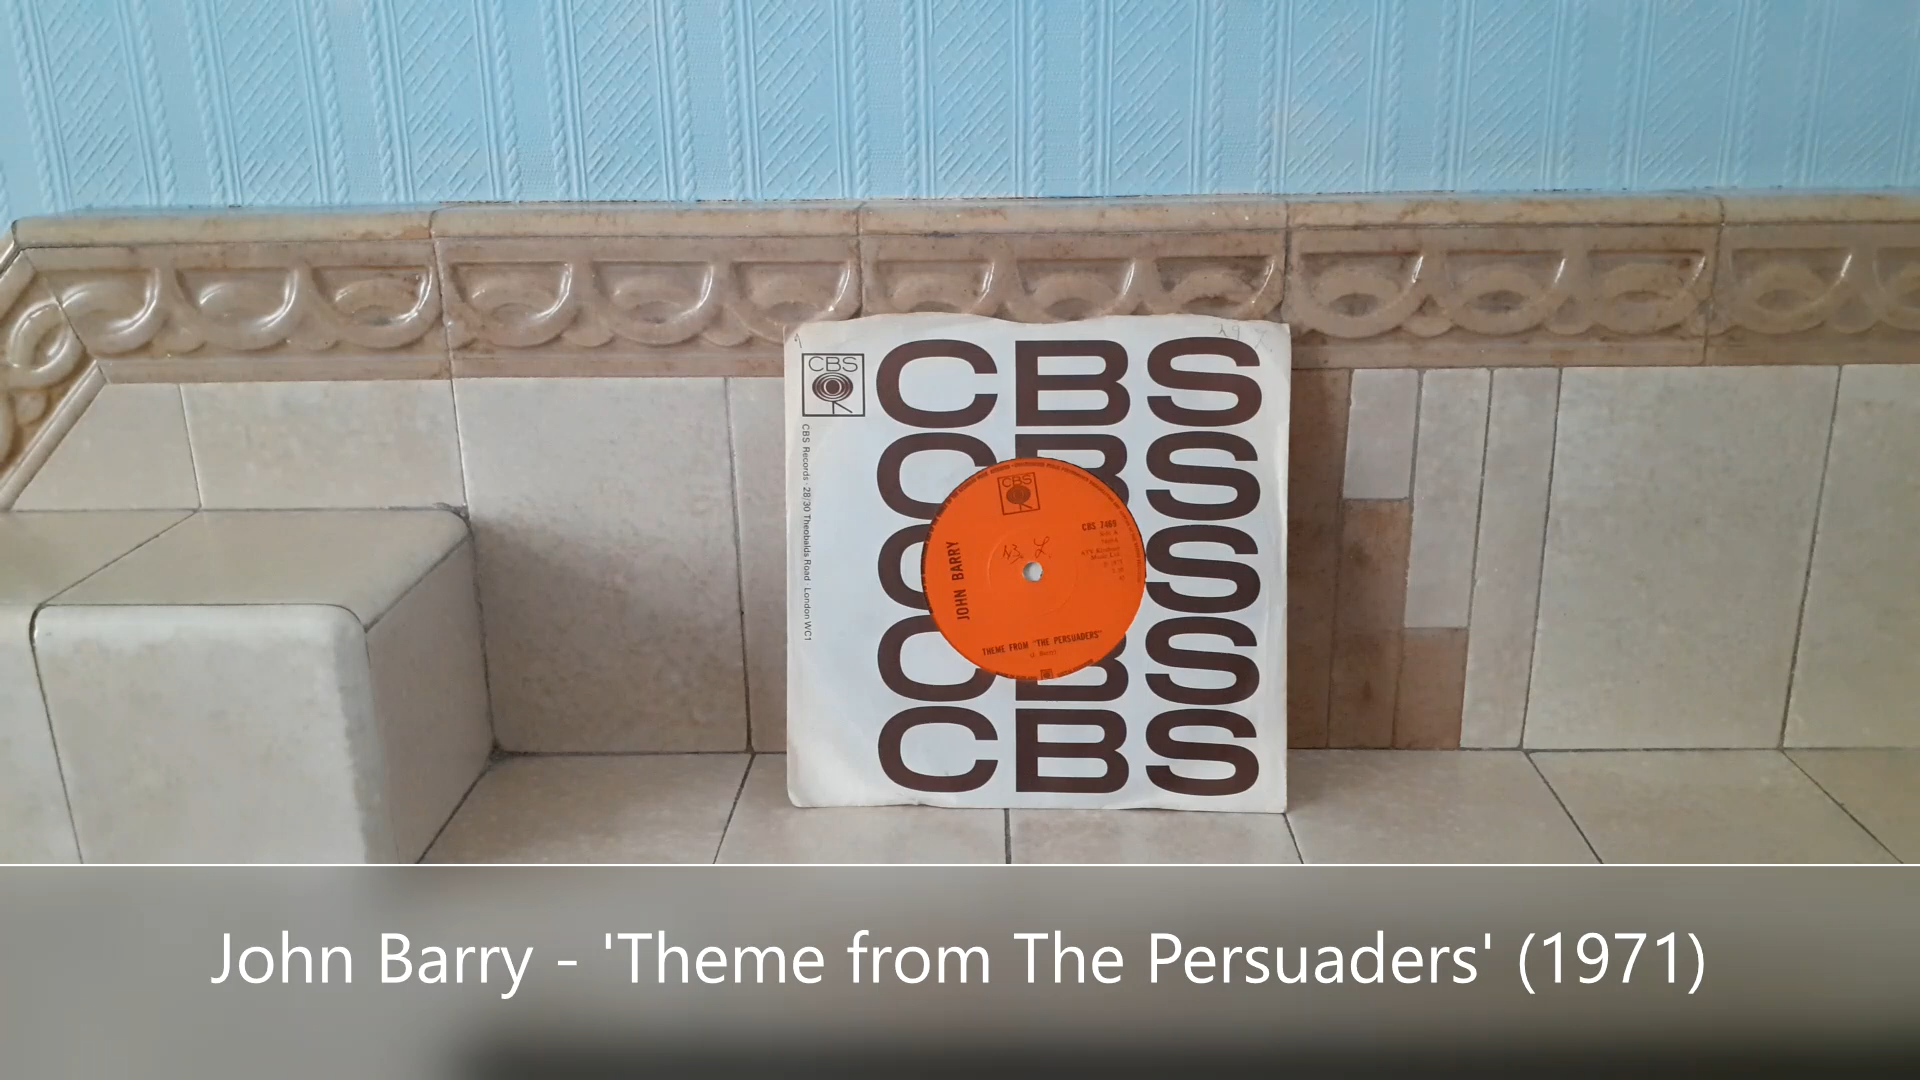 CBS
CBS
CBS Records · 28/30 Theobalds Road · London WC1
CBS
CBS
CBS
CBS
CBS
JOHN BARRY
THEME FROM "THE PERSUADERS"
John Barry - 'Theme from The Persuaders' (1971)